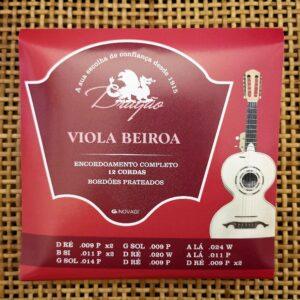 A sua escolha de confiança desde 1915
Dragão
VIOLA BEIROA
ENCORDOAMENTO COMPLETO
12 CORDAS
BORDÕES PRATEADOS
NOVAGI
D RÉ .009 P x2 G SOL .009 P A LÁ .024 W
B SI .011 P x2 D RÉ .020 W A LÁ .011 P
G SOL .014 P D RÉ .009 P D RÉ .009 P x2